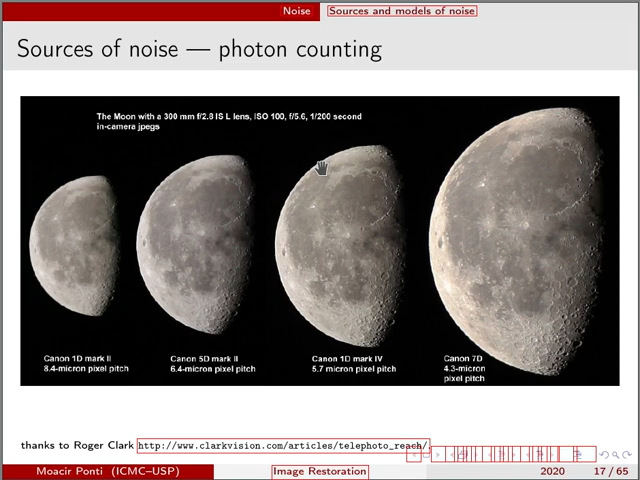 Noise Sources and models of noise
Sources of noise — photon counting
The Moon with a 300 mm f/2.8 IS L lens, ISO 100, f/5.6, 1/200 second
in-camera jpegs
Canon 1D mark II
8.4-micron pixel pitch
Canon 5D mark II
6.4-micron pixel pitch
Canon 1D mark IV
5.7 micron pixel pitch
Canon 7D
4.3-micron
pixel pitch
thanks to Roger Clark http://www.clarkvision.com/articles/telephoto_reach/.
Moacir Ponti (ICMC–USP) Image Restoration 2020 17 / 65